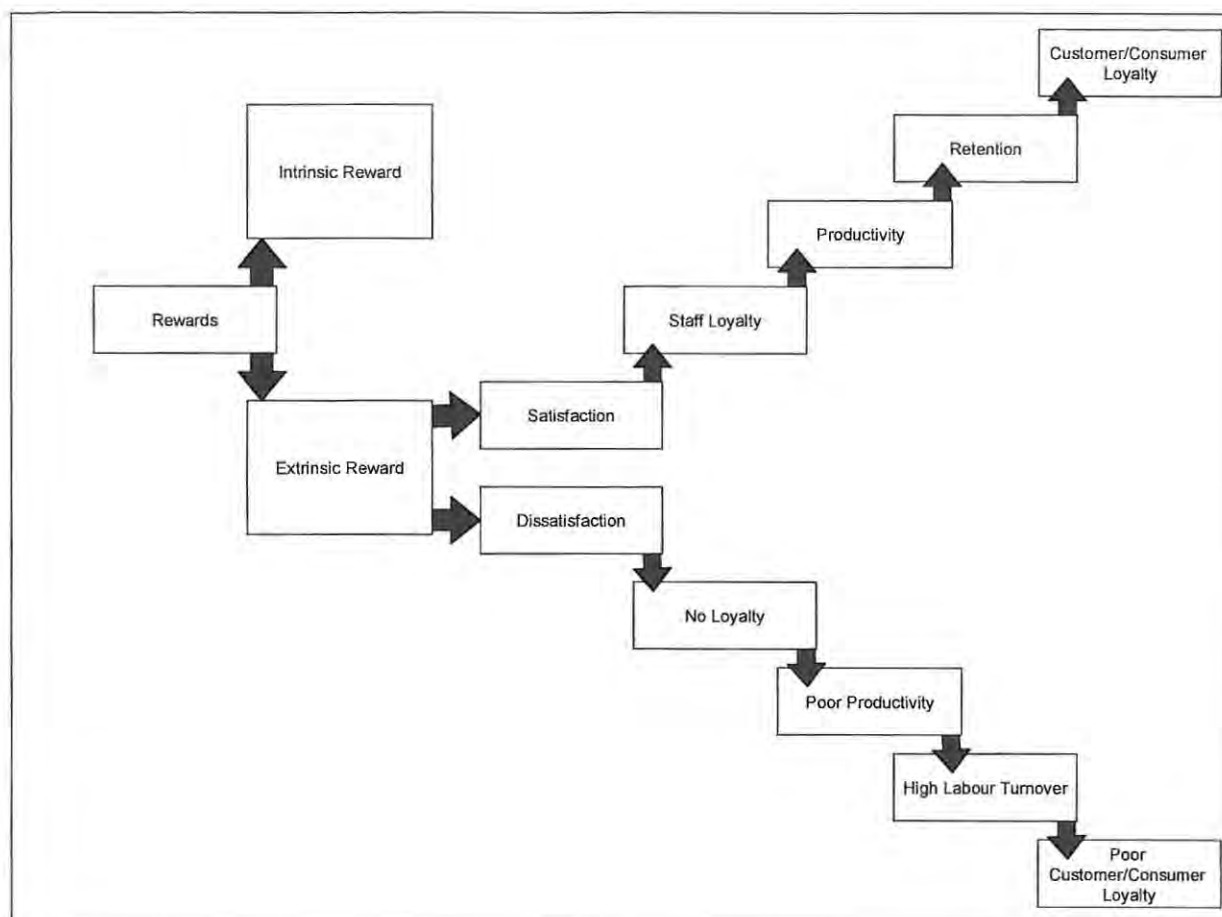 Customer/Consumer
Loyalty
Retention
Intrinsic Reward
Productivity
Rewards
Staff Loyalty
Satisfaction
Extrinsic Reward
Dissatisfaction
No Loyalty
Poor Productivity
High Labour Turnover
Poor
Customer/Consumer
Loyalty